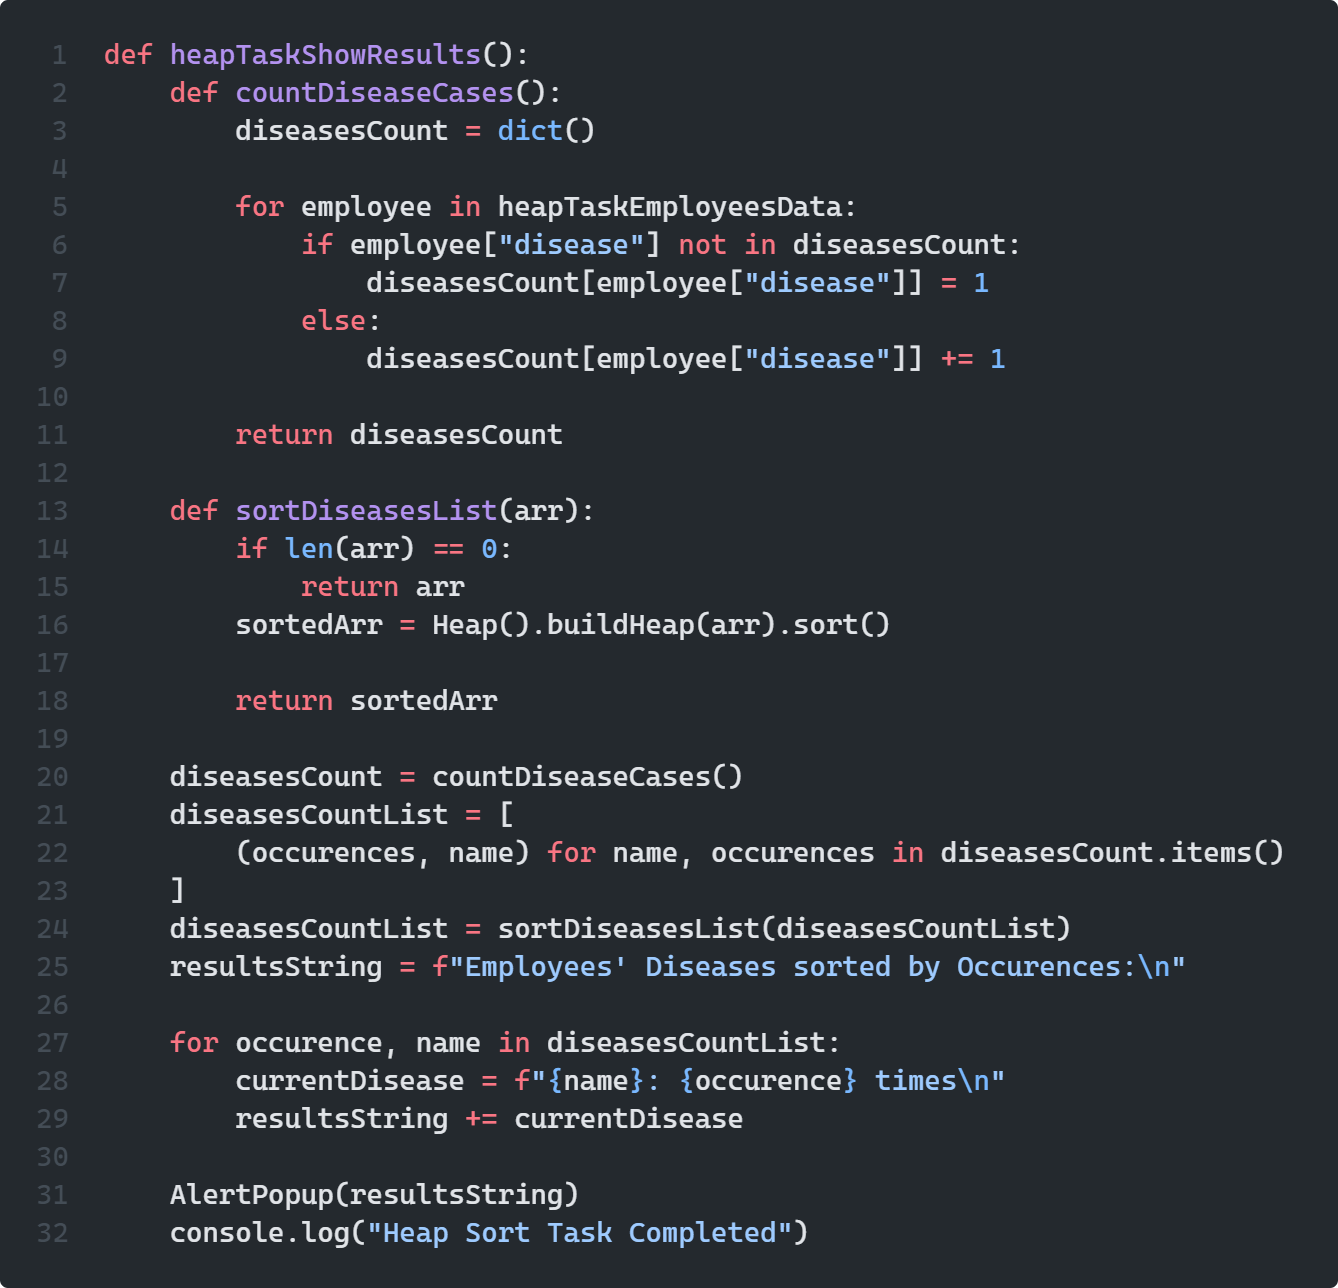 1 def heapTaskShowResults():
2     def countDiseaseCases():
3         diseasesCount = dict()
4
5         for employee in heapTaskEmployeesData:
6             if employee["disease"] not in diseasesCount:
7                 diseasesCount[employee["disease"]] = 1
8             else:
9                 diseasesCount[employee["disease"]] += 1
10
11         return diseasesCount
12
13     def sortDiseasesList(arr):
14         if len(arr) == 0:
15             return arr
16         sortedArr = Heap().buildHeap(arr).sort()
17
18         return sortedArr
19
20     diseasesCount = countDiseaseCases()
21     diseasesCountList = [
22         (occurences, name) for name, occurences in diseasesCount.items()
23     ]
24     diseasesCountList = sortDiseasesList(diseasesCountList)
25     resultsString = f"Employees' Diseases sorted by Occurences:\n"
26
27     for occurence, name in diseasesCountList:
28         currentDisease = f"{name}: {occurence} times\n"
29         resultsString += currentDisease
30
31     AlertPopup(resultsString)
32     console.log("Heap Sort Task Completed")